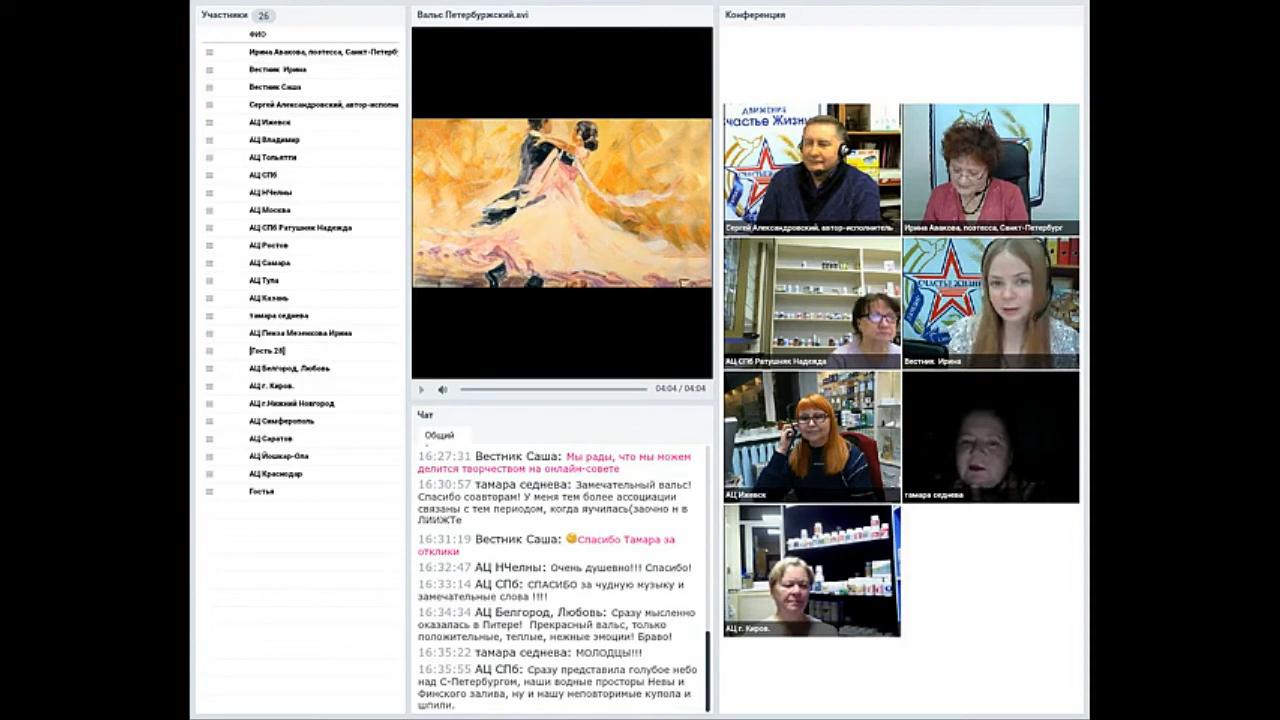 Участники 26
ФИО
Ирина Авакова, поэтесса, Санкт-Петерб
Вестник Ирина
Вестник Саша
Сергей Александровский, автор-исполни
АЦ Ижевск
АЦ Владимир
АЦ Тольятти
АЦ СПб
АЦ НЧелны
АЦ Москва
АЦ СПб Ратушняк Надежда
АЦ Ростов
АЦ Самара
АЦ Тула
АЦ Казань
тамара седнева
АЦ Пенза Мезенкова Ирина
[Гость 28]
АЦ Белгород, Любовь
АЦ г. Киров.
АЦ г.Нижний Новгород
АЦ Симферополь
АЦ Саратов
АЦ Йошкар-Ола
АЦ Краснодар
Гостья
Вальс Петербуржский.avi
04:04 / 04:04
Чат
Общий
16:27:31 Вестник Саша: Мы рады, что мы можем
делится творчеством на онлайн-совете
16:30:57 тамара седнева: Замечательный вальс!
Спасибо соавторам! У меня тем более ассоциации
связаны с тем периодом, когда яучилась(заочно н в
ЛИИЖТе
16:31:19 Вестник Саша: Спасибо Тамара за
отклики
16:32:47 АЦ НЧелны: Очень душевно!!! Спасибо!
16:33:14 АЦ СПб: СПАСИБО за чудную музыку и
замечательные слова !!!!
16:34:34 АЦ Белгород, Любовь: Сразу мысленно
оказалась в Питере! Прекрасный вальс, только
положительные, теплые, нежные эмоции! Браво!
16:35:22 тамара седнева: МОЛОДЦЫ!!!
16:35:55 АЦ СПб: Сразу представила голубое небо
над С-Петербургом, наши водные просторы Невы и
Финского залива, ну и нашу неповторимые купола и
шпили.
Конференция
ДВИЖЕНИЕ
Счастье Жизни
Сергей Александровский, автор-исполнитель
Ирина Авакова, поэтесса, Санкт-Петербург
АЦ СПб Ратушняк Надежда
СЧАСТЬЕ ЖИЗНИ
Вестник Ирина
АЦ Ижевск
тамара седнева
АЦ г. Киров.